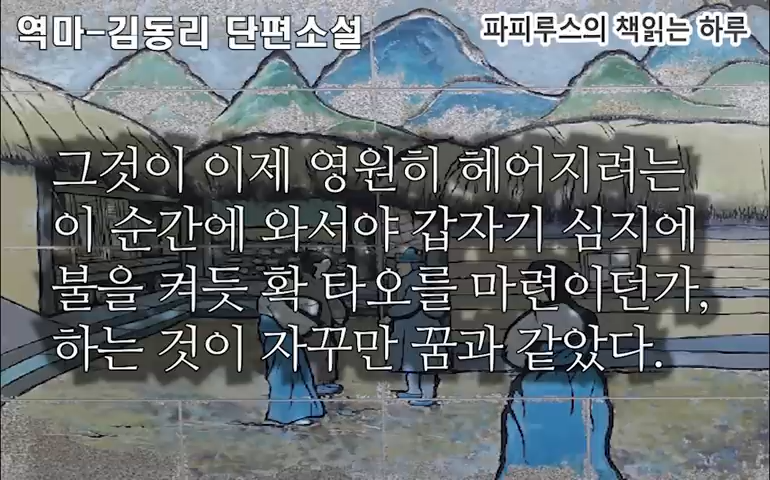 역마-김동리 단편소설
파피루스의 책읽는 하루
그것이 이제 영원히 헤어지려는
이 순간에 와서야 갑자기 심지에
불을 켜듯 확 타오를 마련이던가,
하는 것이 자꾸만 꿈과 같았다.